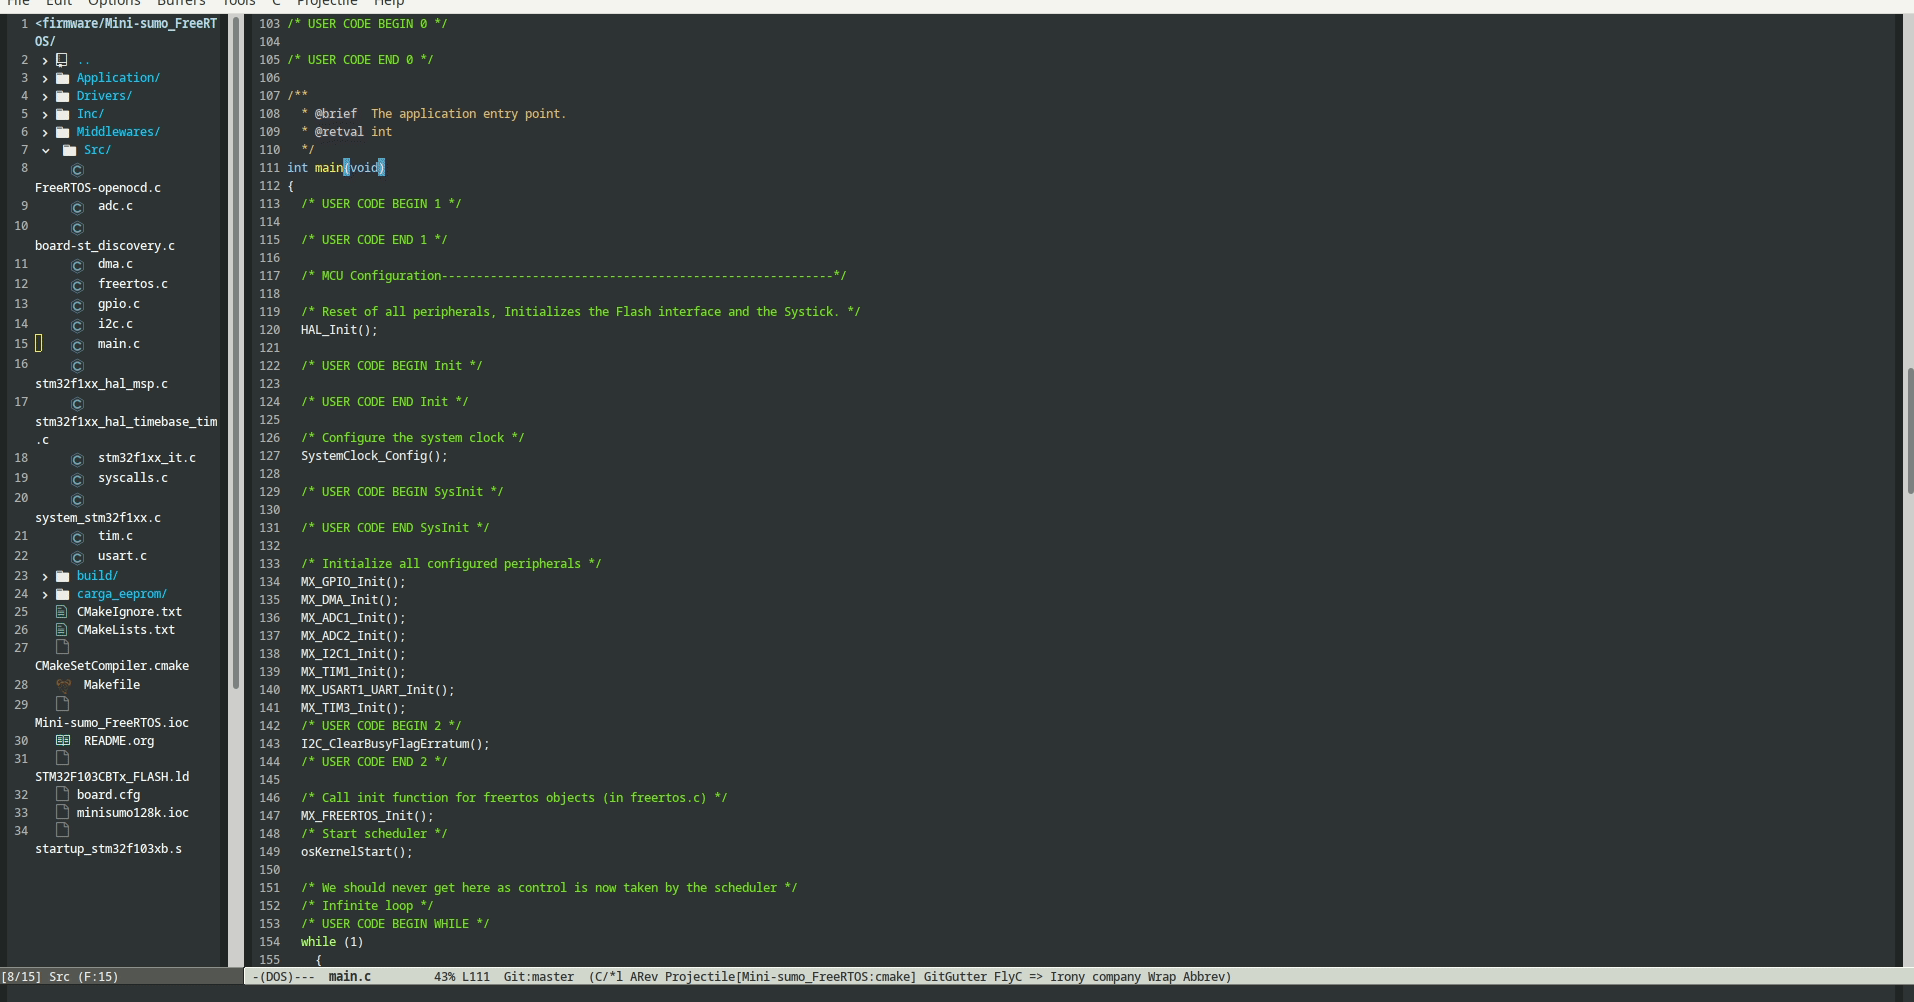 File Edit Options Buffers Tools C Projectile Help
1 <firmware/Mini-sumo_FreeRT
OS/
2 ..
3 Application/
4 Drivers/
5 Inc/
6 Middlewares/
7 Src/
8
FreeRTOS-openocd.c
9 adc.c
10
board-st_discovery.c
11 dma.c
12 freertos.c
13 gpio.c
14 i2c.c
15 main.c
16
stm32f1xx_hal_msp.c
17
stm32f1xx_hal_timebase_tim
.c
18 stm32f1xx_it.c
19 syscalls.c
20
system_stm32f1xx.c
21 tim.c
22 usart.c
23 build/
24 carga_eeprom/
25 CMakeIgnore.txt
26 CMakeLists.txt
27
CMakeSetCompiler.cmake
28 Makefile
29
Mini-sumo_FreeRTOS.ioc
30 README.org
31
STM32F103CBTx_FLASH.ld
32 board.cfg
33 minisumo128k.ioc
34
startup_stm32f103xb.s
[8/15] Src (F:15)
103 /* USER CODE BEGIN 0 */
104
105 /* USER CODE END 0 */
106
107 /**
108   * @brief  The application entry point.
109   * @retval int
110   */
111 int main(void)
112 {
113   /* USER CODE BEGIN 1 */
114
115   /* USER CODE END 1 */
116
117   /* MCU Configuration--------------------------------------------------------*/
118
119   /* Reset of all peripherals, Initializes the Flash interface and the Systick. */
120   HAL_Init();
121
122   /* USER CODE BEGIN Init */
123
124   /* USER CODE END Init */
125
126   /* Configure the system clock */
127   SystemClock_Config();
128
129   /* USER CODE BEGIN SysInit */
130
131   /* USER CODE END SysInit */
132
133   /* Initialize all configured peripherals */
134   MX_GPIO_Init();
135   MX_DMA_Init();
136   MX_ADC1_Init();
137   MX_ADC2_Init();
138   MX_I2C1_Init();
139   MX_TIM1_Init();
140   MX_USART1_UART_Init();
141   MX_TIM3_Init();
142   /* USER CODE BEGIN 2 */
143   I2C_ClearBusyFlagErratum();
144   /* USER CODE END 2 */
145
146   /* Call init function for freertos objects (in freertos.c) */
147   MX_FREERTOS_Init();
148   /* Start scheduler */
149   osKernelStart();
150
151   /* We should never get here as control is now taken by the scheduler */
152   /* Infinite loop */
153   /* USER CODE BEGIN WHILE */
154   while (1)
155     {
-(DOS)---  main.c         43% L111  Git:master  (C/*l ARev Projectile[Mini-sumo_FreeRTOS:cmake] GitGutter FlyC => Irony company Wrap Abbrev)